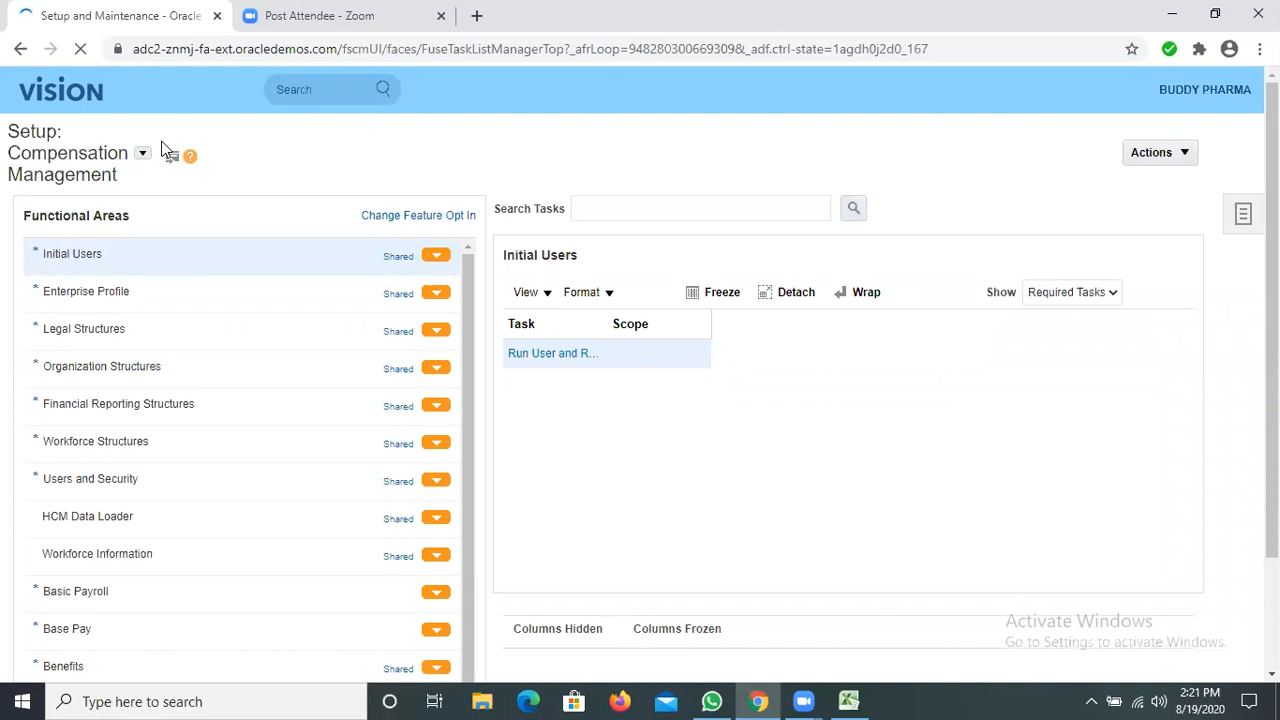 Setup and Maintenance - Oracle
Post Attendee - Zoom
adc2-znmj-fa-ext.oracledemos.com/fscmUI/faces/FuseTaskListManagerTop?_afrLoop=9482803006693098&_adf.ctrl-state=1agdh0j2d0_167
VISION
Search
BUDDY PHARMA
Setup:
Compensation
Management
Actions
Functional Areas
Change Feature Opt In
* Initial Users Shared
* Enterprise Profile Shared
* Legal Structures Shared
* Organization Structures Shared
* Financial Reporting Structures Shared
* Workforce Structures Shared
* Users and Security Shared
HCM Data Loader Shared
Workforce Information Shared
* Basic Payroll
* Base Pay
* Benefits Shared
Search Tasks
Initial Users
View Format Freeze Detach Wrap Show Required Tasks
Task Scope
Run User and R...
Columns Hidden Columns Frozen
Activate Windows
Go to Settings to activate Windows.
Type here to search
2:21 PM
8/19/2020